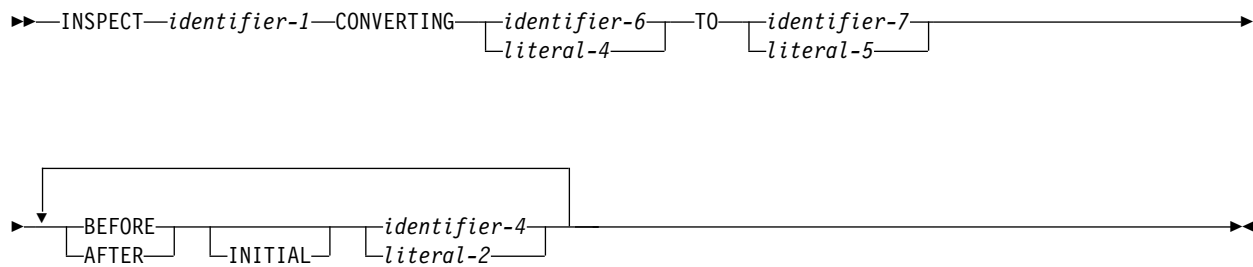 INSPECT identifier-1 CONVERTING identifier-6 TO identifier-7
literal-4 literal-5
BEFORE identifier-4
AFTER INITIAL literal-2